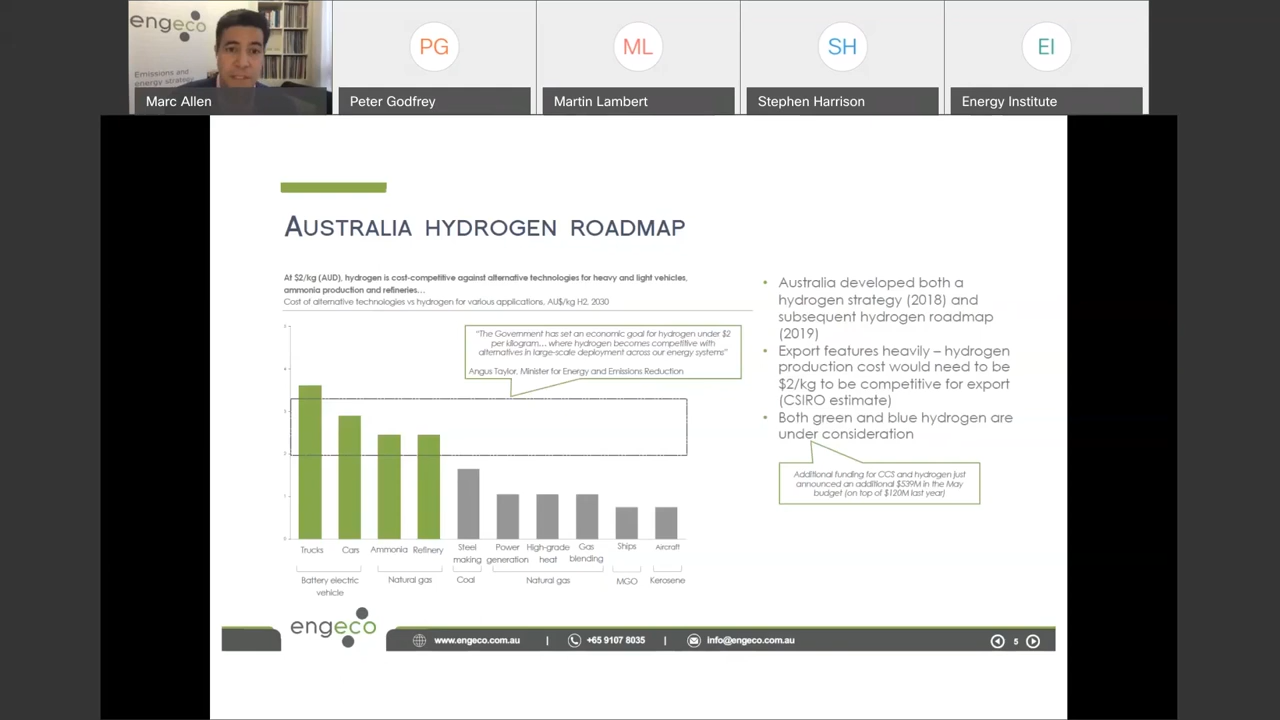 engeco
Emissions and
energy strategy
Marc Allen
PG
Peter Godfrey
ML
Martin Lambert
SH
Stephen Harrison
EI
Energy Institute
AUSTRALIA HYDROGEN ROADMAP
At $2/kg (AUD), hydrogen is cost-competitive against alternative technologies for heavy and light vehicles,
ammonia production and refineries...
Cost of alternative technologies vs hydrogen for various applications, AU$/kg H2, 2030
"The Government has set an economic goal for hydrogen under $2
per kilogram... where hydrogen becomes competitive with
alternatives in large-scale deployment across our energy systems"
Angus Taylor, Minister for Energy and Emissions Reduction
5
4
3
2
1
0
Trucks
Cars
Ammonia
Refinery
Steel
making
Power
generation
High-grade
heat
Gas
blending
Ships
Aircraft
Battery electric
vehicle
Natural gas
Coal
Natural gas
MGO
Kerosene
• Australia developed both a
hydrogen strategy (2018) and
subsequent hydrogen roadmap
(2019)
• Export features heavily – hydrogen
production cost would need to be
$2/kg to be competitive for export
(CSIRO estimate)
• Both green and blue hydrogen are
under consideration
Additional funding for CCS and hydrogen just
announced an additional $539M in the May
budget (on top of $120M last year)
engeco
www.engeco.com.au | +65 9107 8035 | info@engeco.com.au
5